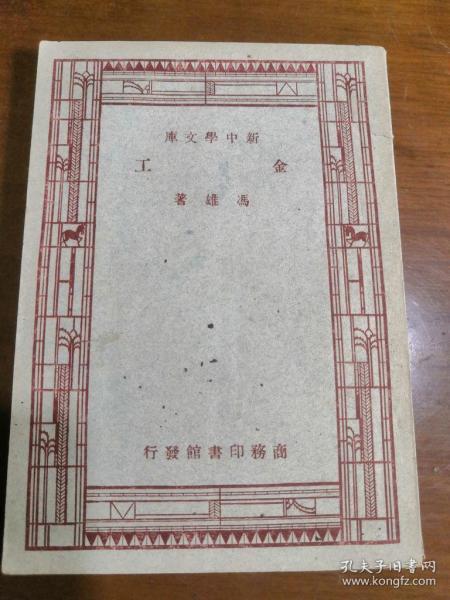 新中學文庫
金工
馮雄著
商務印書館發行
孔夫子旧书网
www.kongfz.com